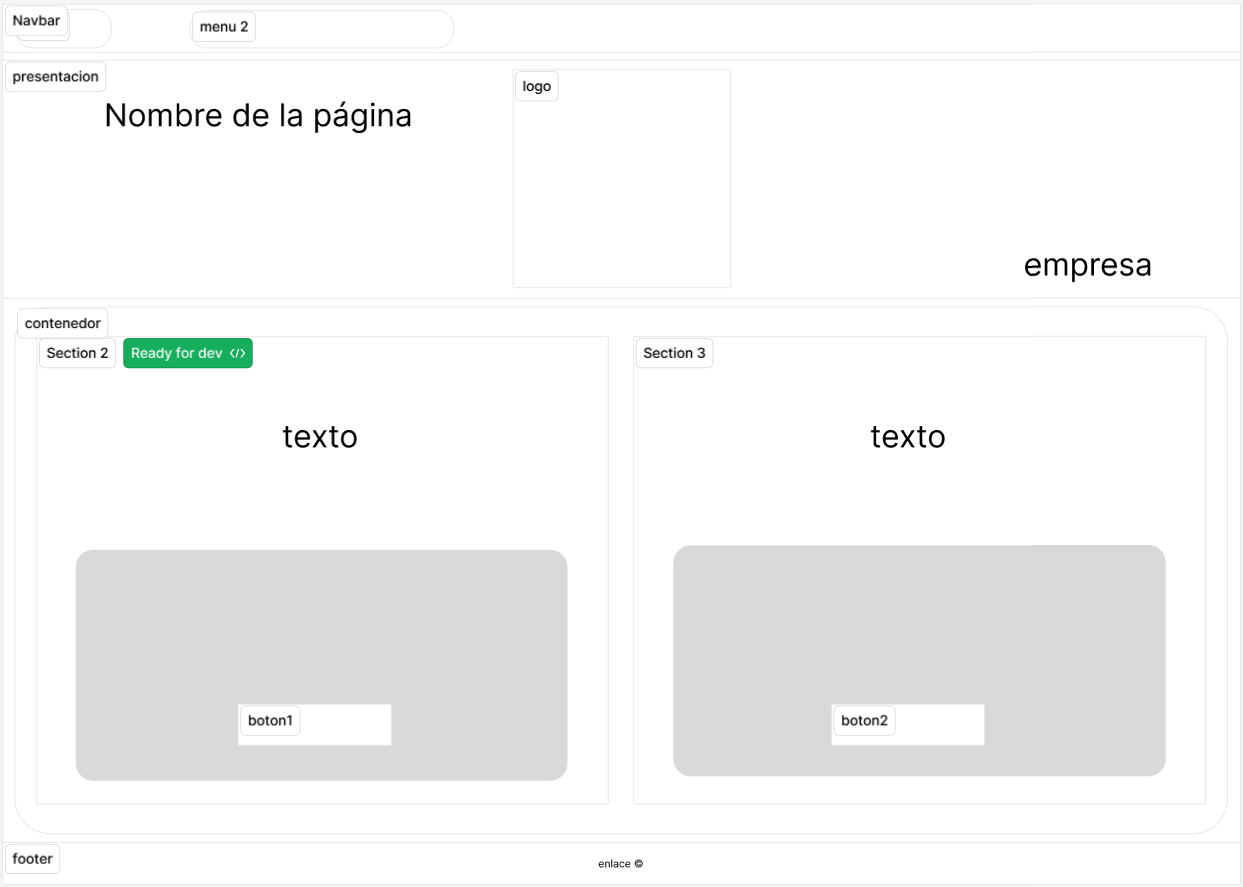 Navbar
menu 2
presentacion
Nombre de la página
logo
empresa
contenedor
Section 2
Ready for dev </>
Section 3
texto
texto
boton1
boton2
footer
enlace ©